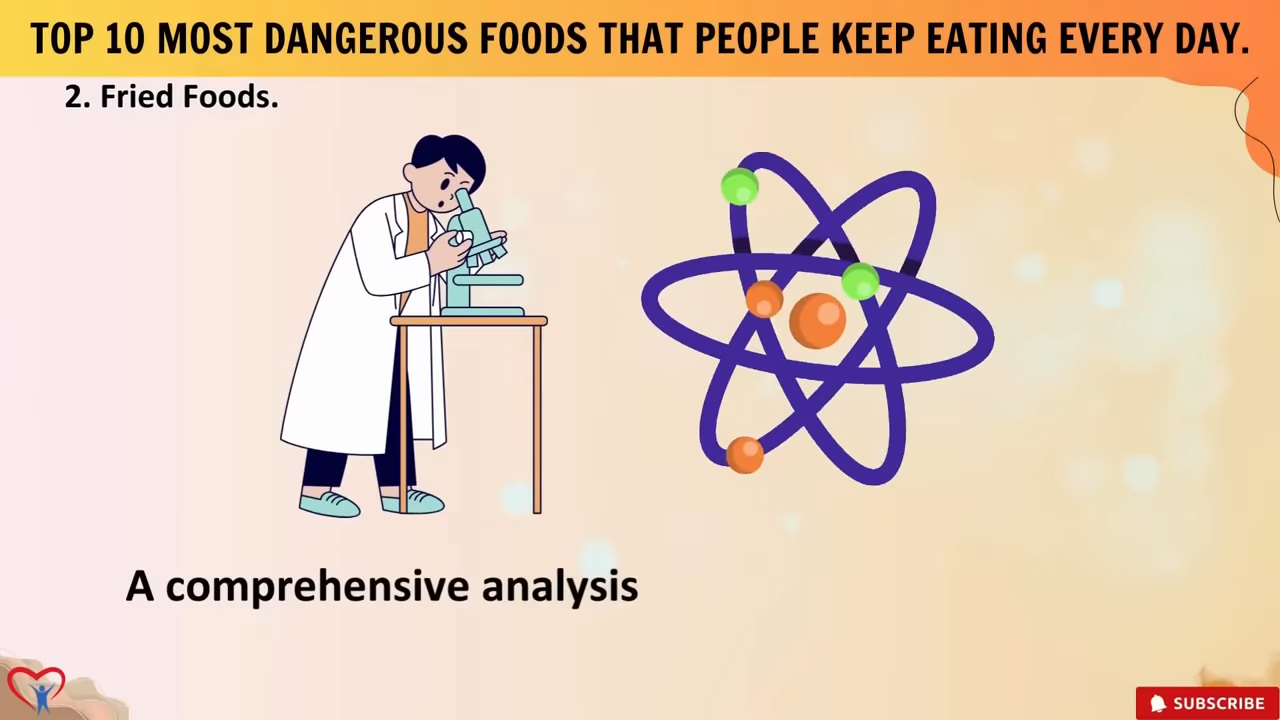 TOP 10 MOST DANGEROUS FOODS THAT PEOPLE KEEP EATING EVERY DAY.
2. Fried Foods.
A comprehensive analysis
SUBSCRIBE